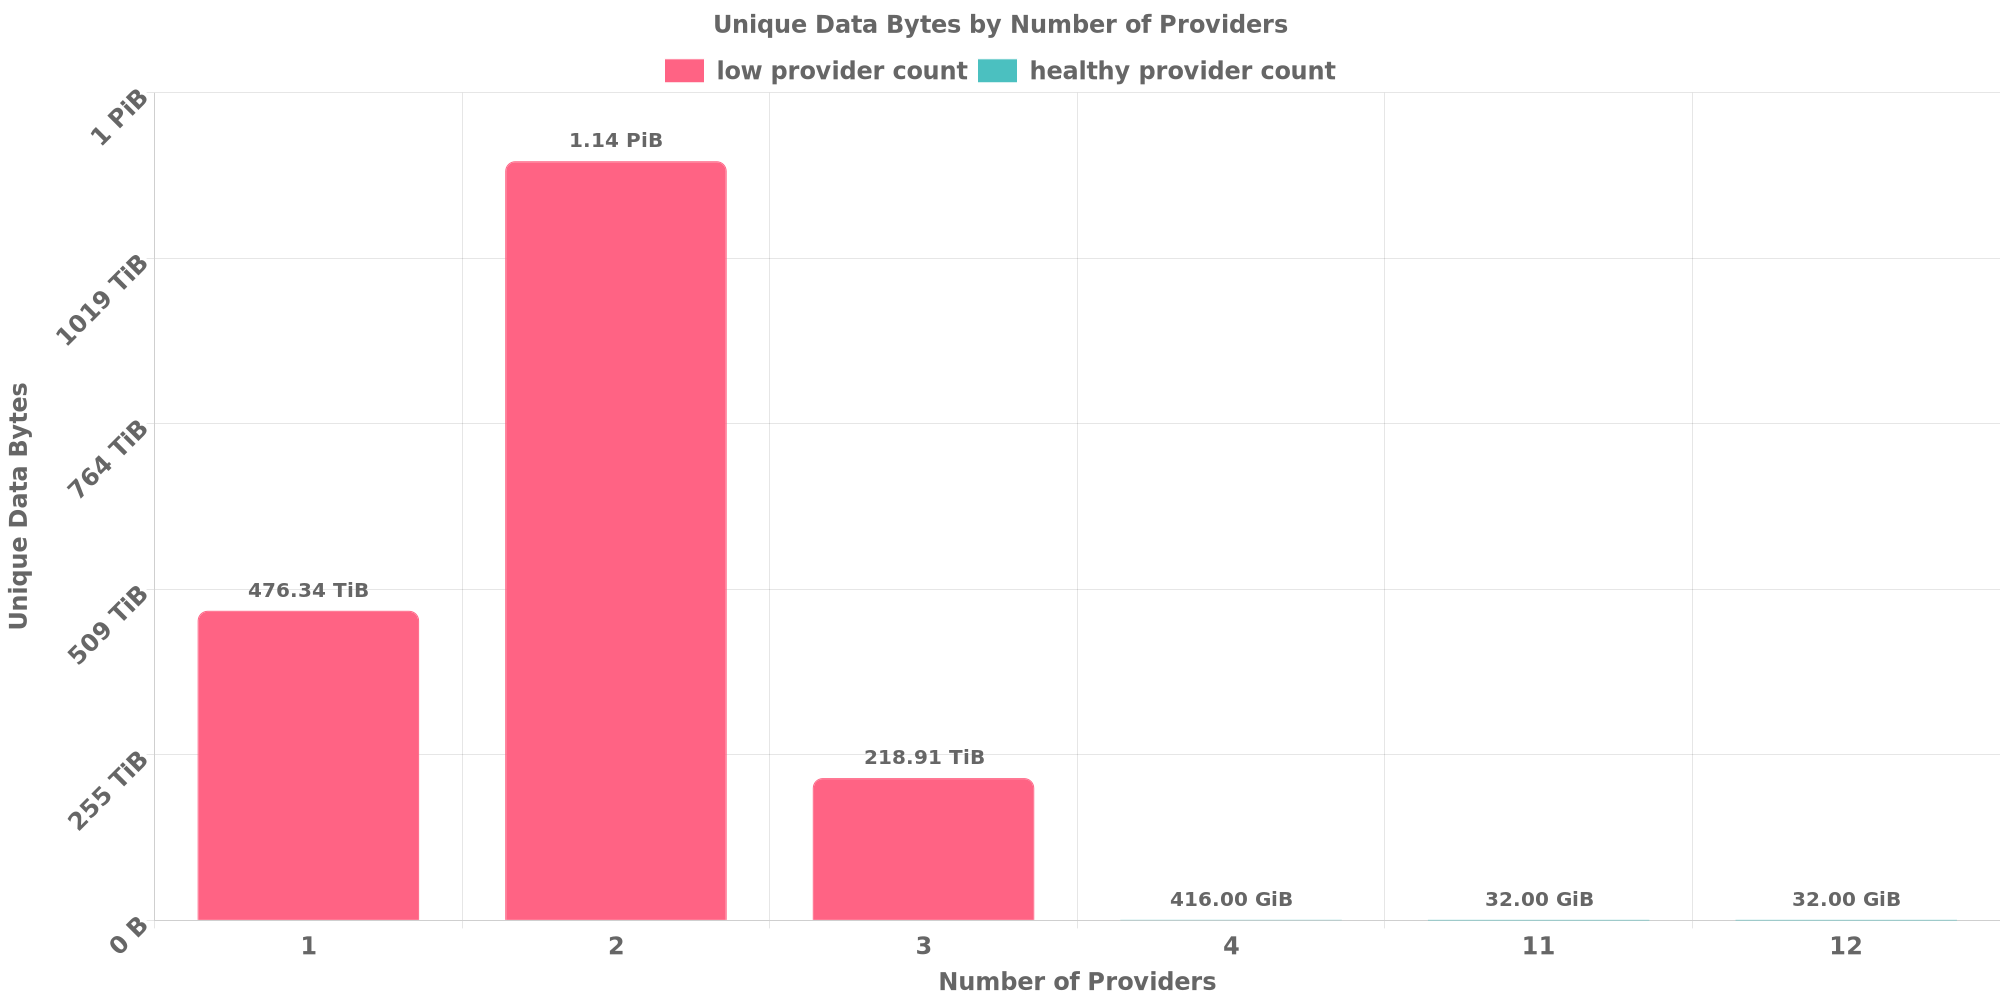 Unique Data Bytes by Number of Providers
low provider count
healthy provider count
1 PiB
1019 TiB
764 TiB
509 TiB
255 TiB
0 B
Unique Data Bytes
476.34 TiB
1.14 PiB
218.91 TiB
416.00 GiB
32.00 GiB
32.00 GiB
1
2
3
4
11
12
Number of Providers